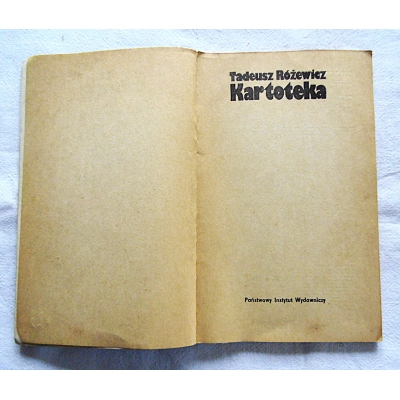 Tadeusz Różewicz
Kartoteka
Państwowy Instytut Wydawniczy